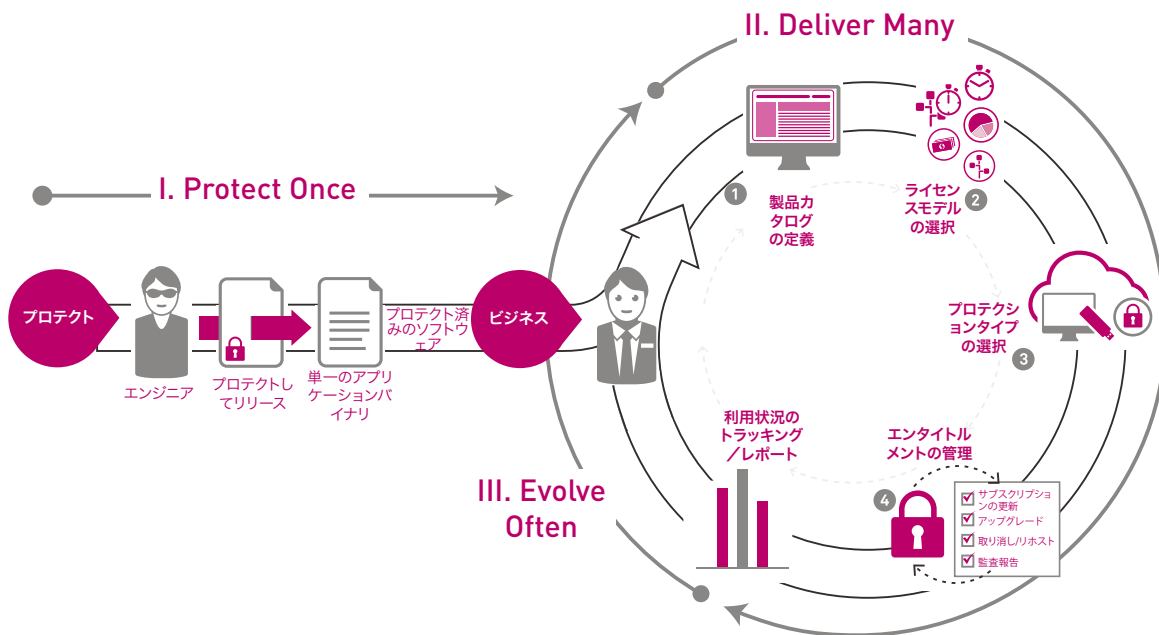 II. Deliver Many
I. Protect Once
プロテクト
エンジニア
プロテクトし
てリリース
単一のアプリ
ケーションバ
イナリ
プロテクト済
みのソフトウ
ェア
ビジネス
1
製品カ
タログ
の定義
ライセン
スモデル
の選択
2
プロテクシ
ョンタイプ
の選択
3
エンタイトル
メントの管理
4
サブスクリプショ
ンの更新
アップグレード
取り消し/リホスト
監査報告
利用状況の
トラッキング
／レポート
III. Evolve
Often